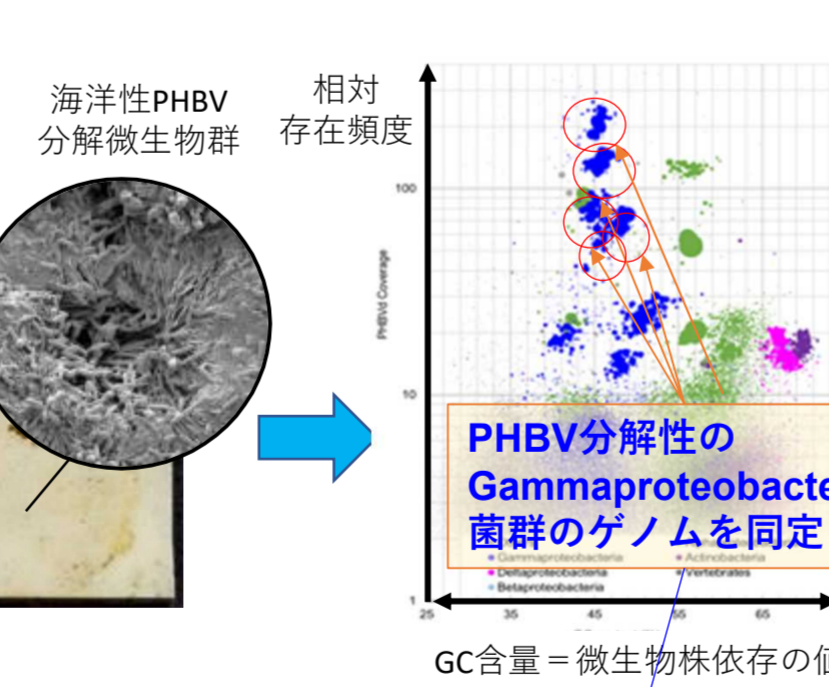 海洋性PHBV
分解微生物群
相対
存在頻度
100
PHBVd Coverage
10
PHBV分解性の
Gammaproteobacte
菌群のゲノムを同定
Gammaproteobacteria
Actinobacteria
Deltaproteobacteria
Vertebrates
Betaproteobacteria
1
25 35 45 55 65
GC含量＝微生物株依存の値